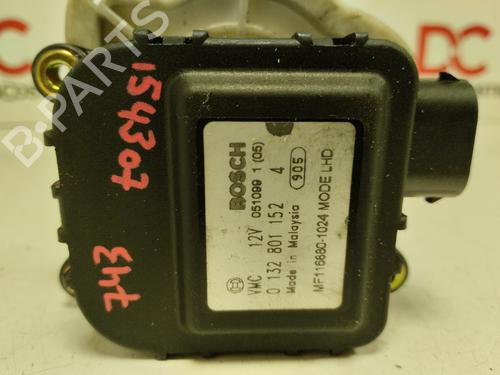 DC
DC
B-PARTS
154307
743
BOSCH
VMC 12V 051099 1 (05)
0 132 801 152 4
Made in Malaysia
905
MF116680-1024 MODE LHD